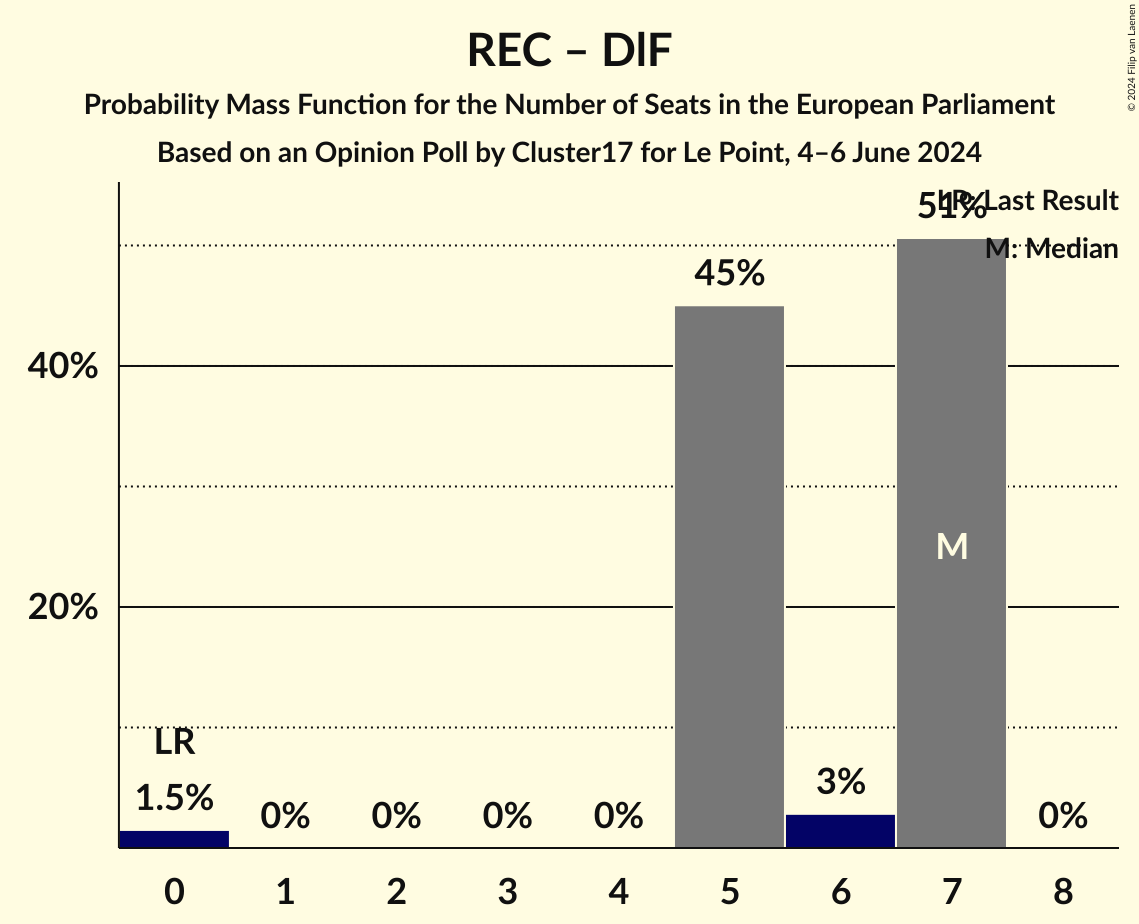 REC – DlF
Probability Mass Function for the Number of Seats in the European Parliament
Based on an Opinion Poll by Cluster17 for Le Point, 4–6 June 2024
© 2024 Filip van Laenen
LR: Last Result
M: Median
51%
45%
40%
20%
M
LR
1.5%
0%
0%
0%
0%
3%
0%
0 1 2 3 4 5 6 7 8